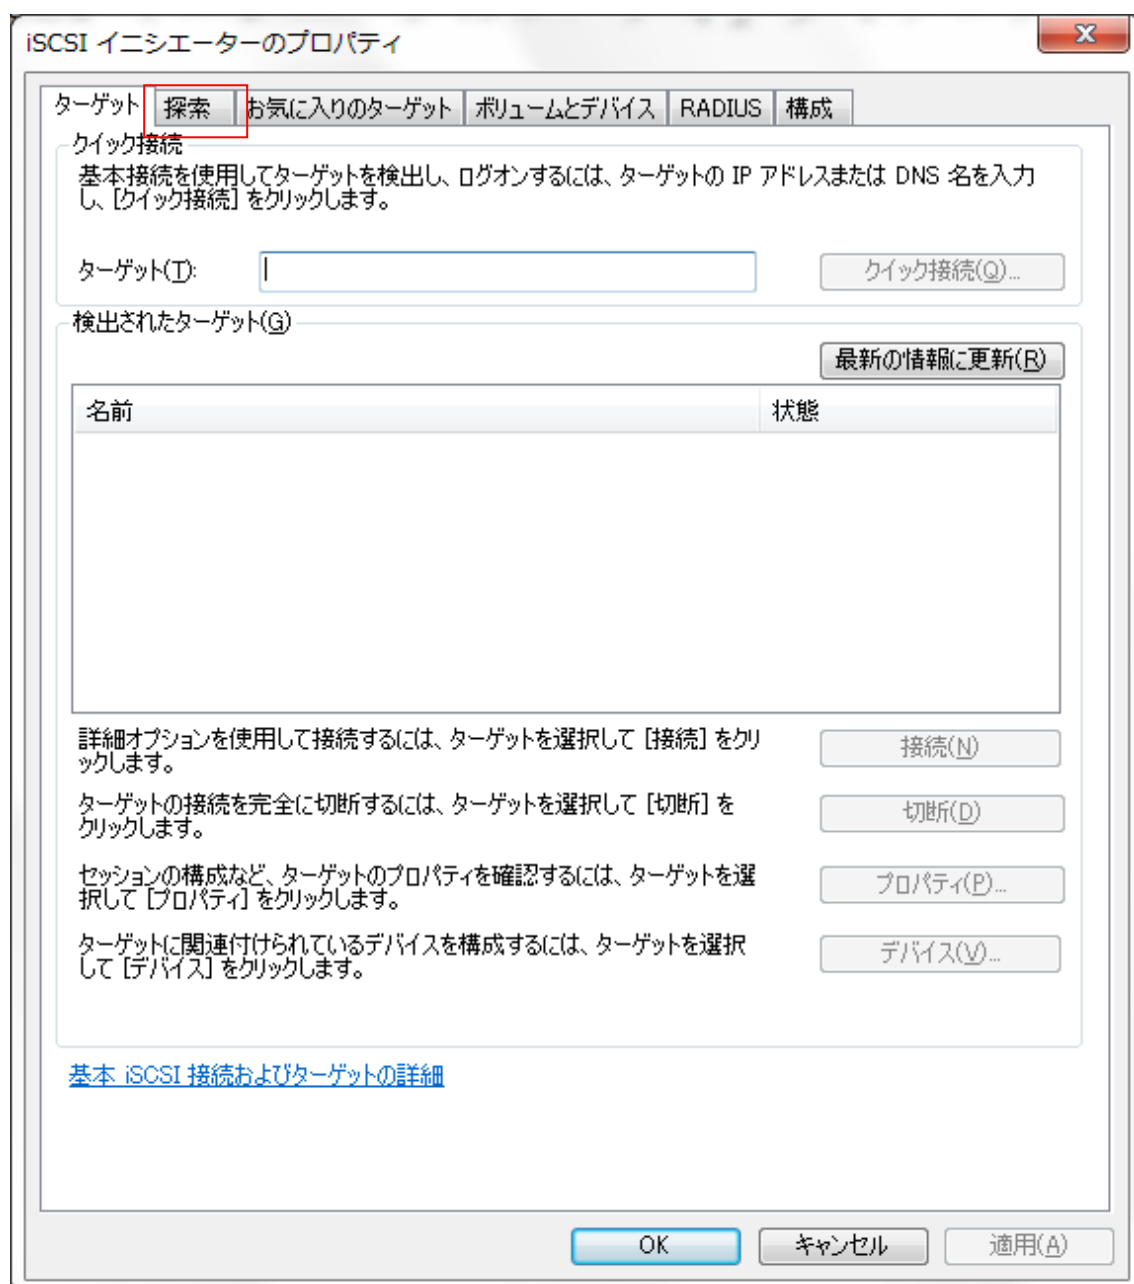 iSCSI イニシエーターのプロパティ
ターゲット 探索 お気に入りのターゲット ボリュームとデバイス RADIUS 構成
クイック接続
基本接続を使用してターゲットを検出し、ログオンするには、ターゲットの IP アドレスまたは DNS 名を入力
し、[クイック接続] をクリックします。
ターゲット(T): クイック接続(Q)...
検出されたターゲット(G)
最新の情報に更新(R)
名前 状態
詳細オプションを使用して接続するには、ターゲットを選択して [接続] をクリ
ックします。
接続(N)
ターゲットの接続を完全に切断するには、ターゲットを選択して [切断] を
クリックします。
切断(D)
セッションの構成など、ターゲットのプロパティを確認するには、ターゲットを選
択して [プロパティ] をクリックします。
プロパティ(P)...
ターゲットに関連付けられているデバイスを構成するには、ターゲットを選択
して [デバイス] をクリックします。
デバイス(V)...
基本 iSCSI 接続およびターゲットの詳細
OK キャンセル 適用(A)